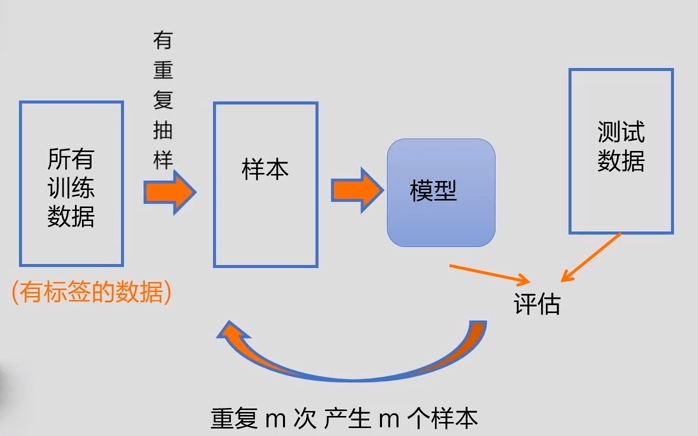 有重复抽样
所有
训练
数据
(有标签的数据)
样本
模型
测试
数据
评估
重复 m 次 产生 m 个样本